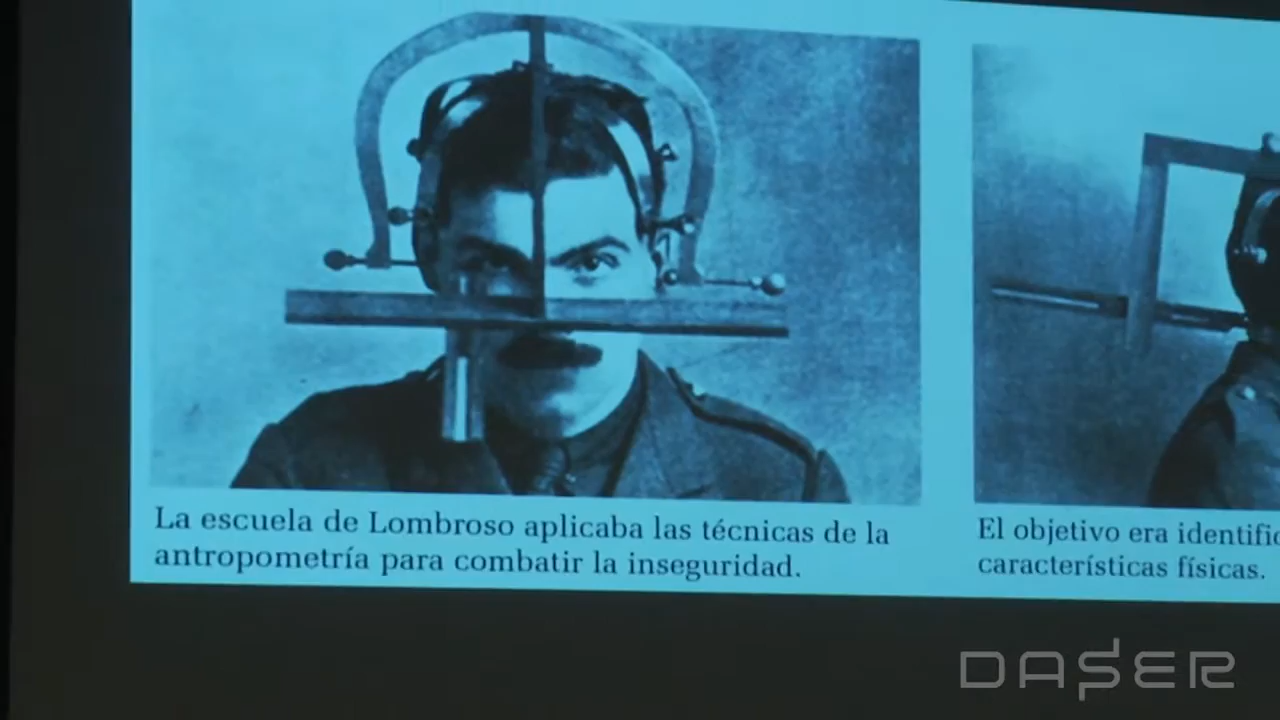 La escuela de Lombroso aplicaba las técnicas de la
antropometría para combatir la inseguridad.
El objetivo era
características físicas.
DASER